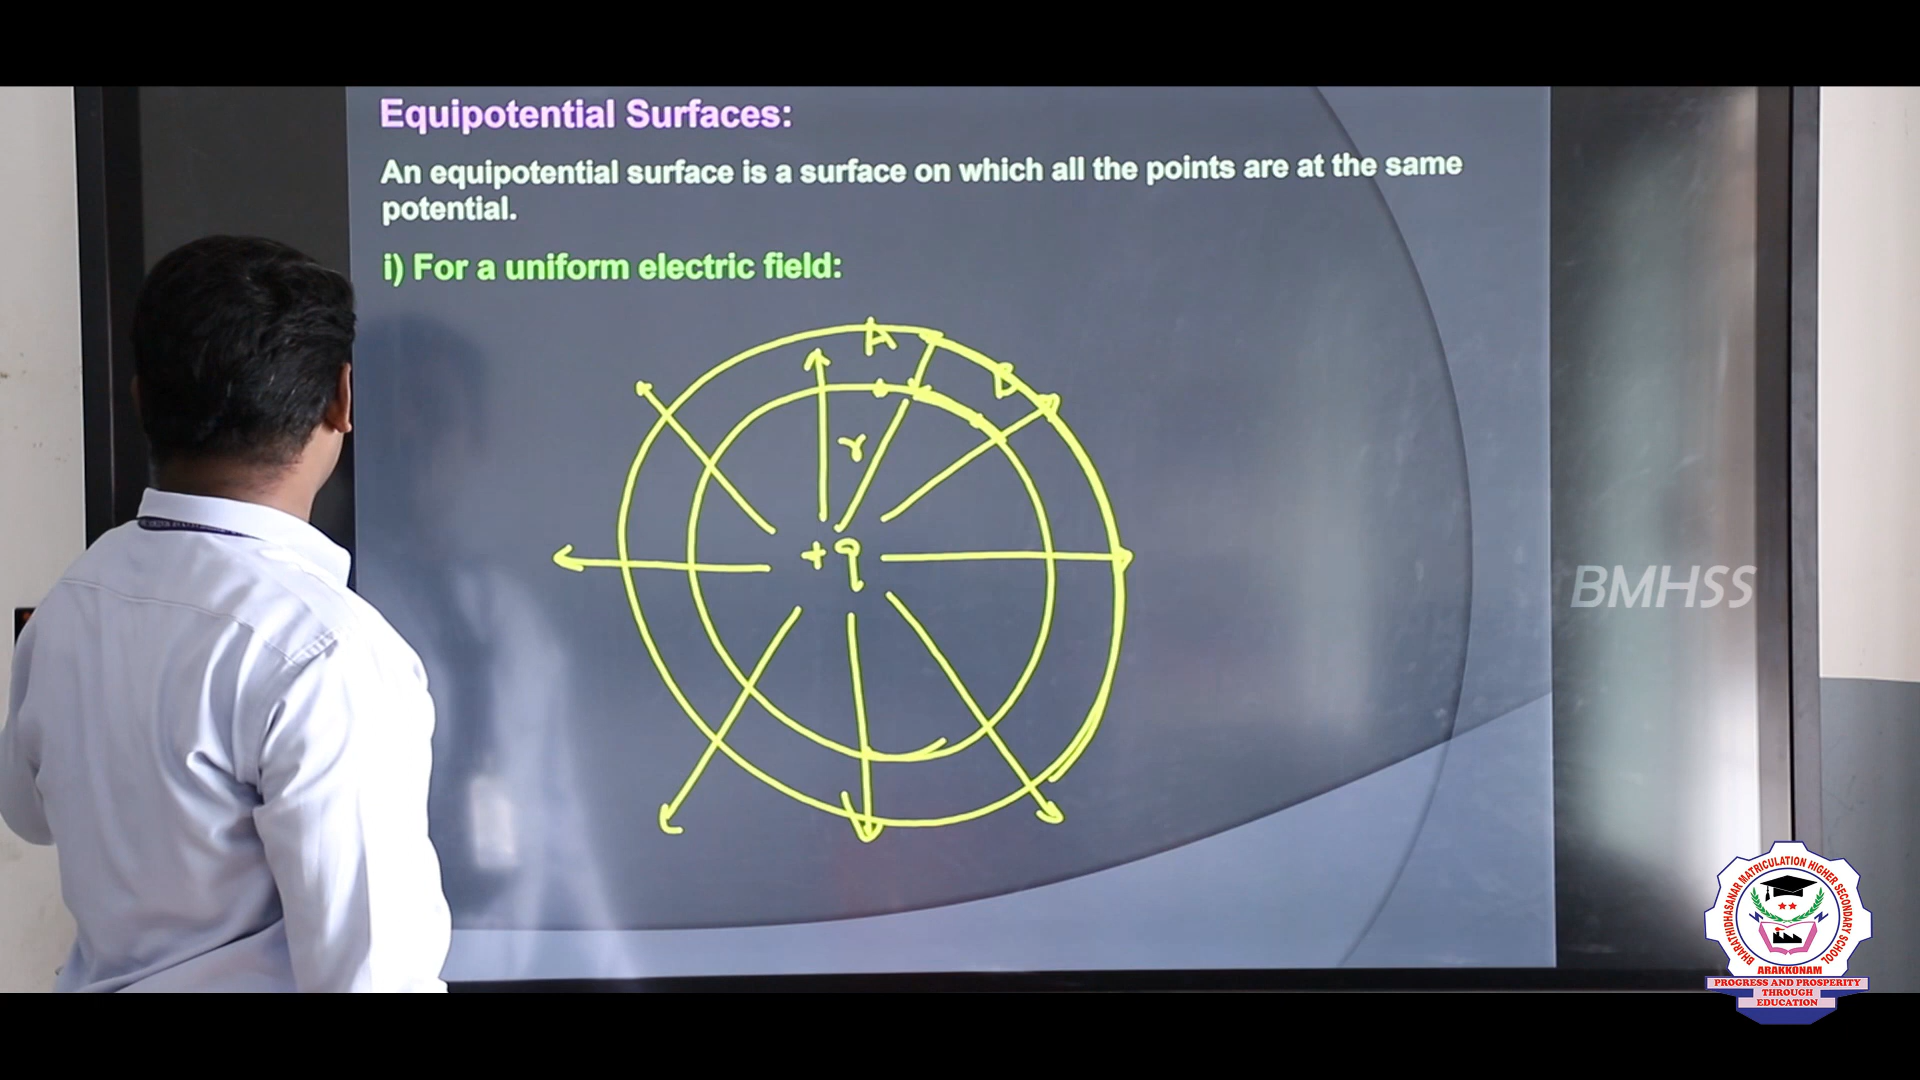 Equipotential Surfaces:
An equipotential surface is a surface on which all the points are at the same
potential.
i) For a uniform electric field:
A
B
r
+q
BMHSS
BHARATHIDHASANAR MATRICULATION HIGHER SECONDARY SCHOOL
ARAKKONAM
PROGRESS AND PROSPERITY
THROUGH
EDUCATION